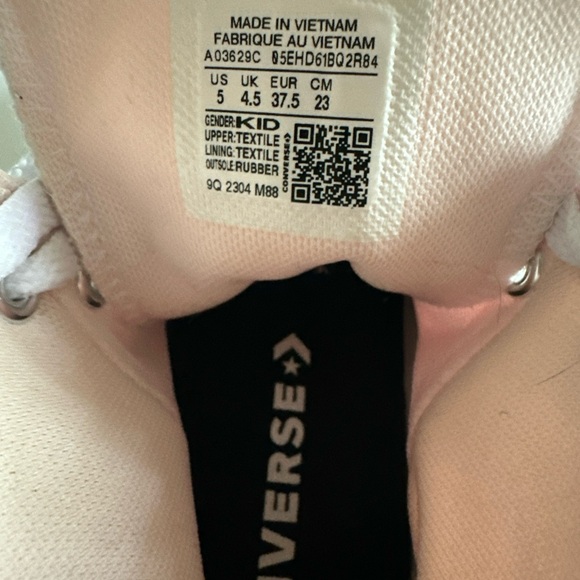 MADE IN VIETNAM
FABRIQUE AU VIETNAM
A03629C 05EHD61BQ2R84
US UK EUR CM
5 4.5 37.5 23
GENDER:KID
UPPER:TEXTILE
LINING:TEXTILE
OUTSOLE:RUBBER
CONVERSE
9Q 2304 M88
NVERSE